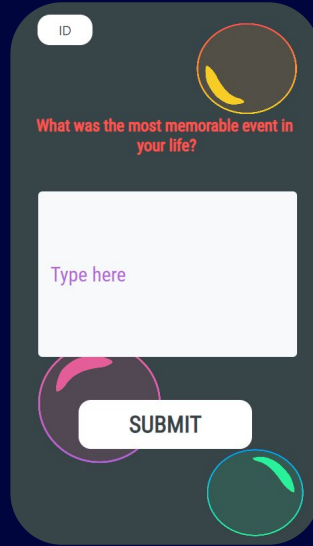 ID
What was the most memorable event in
your life?
Type here
SUBMIT